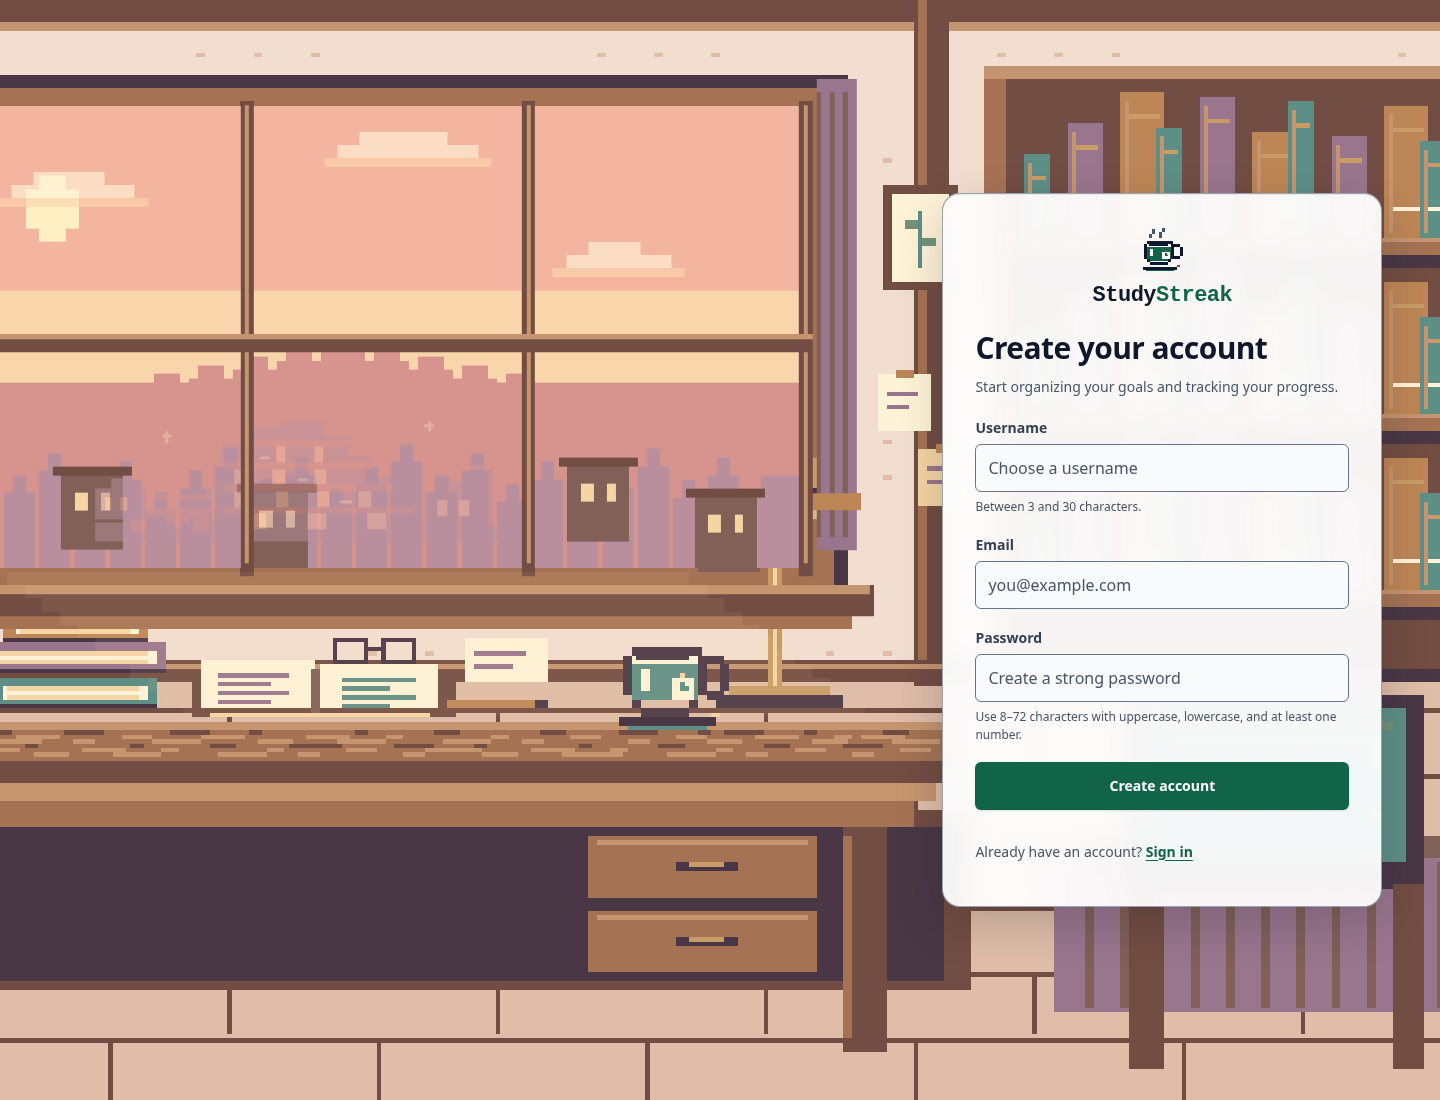 StudyStreak
Create your account
Start organizing your goals and tracking your progress.
Username
Choose a username
Between 3 and 30 characters.
Email
you@example.com
Password
Create a strong password
Use 8–72 characters with uppercase, lowercase, and at least one
number.
Create account
Already have an account? Sign in